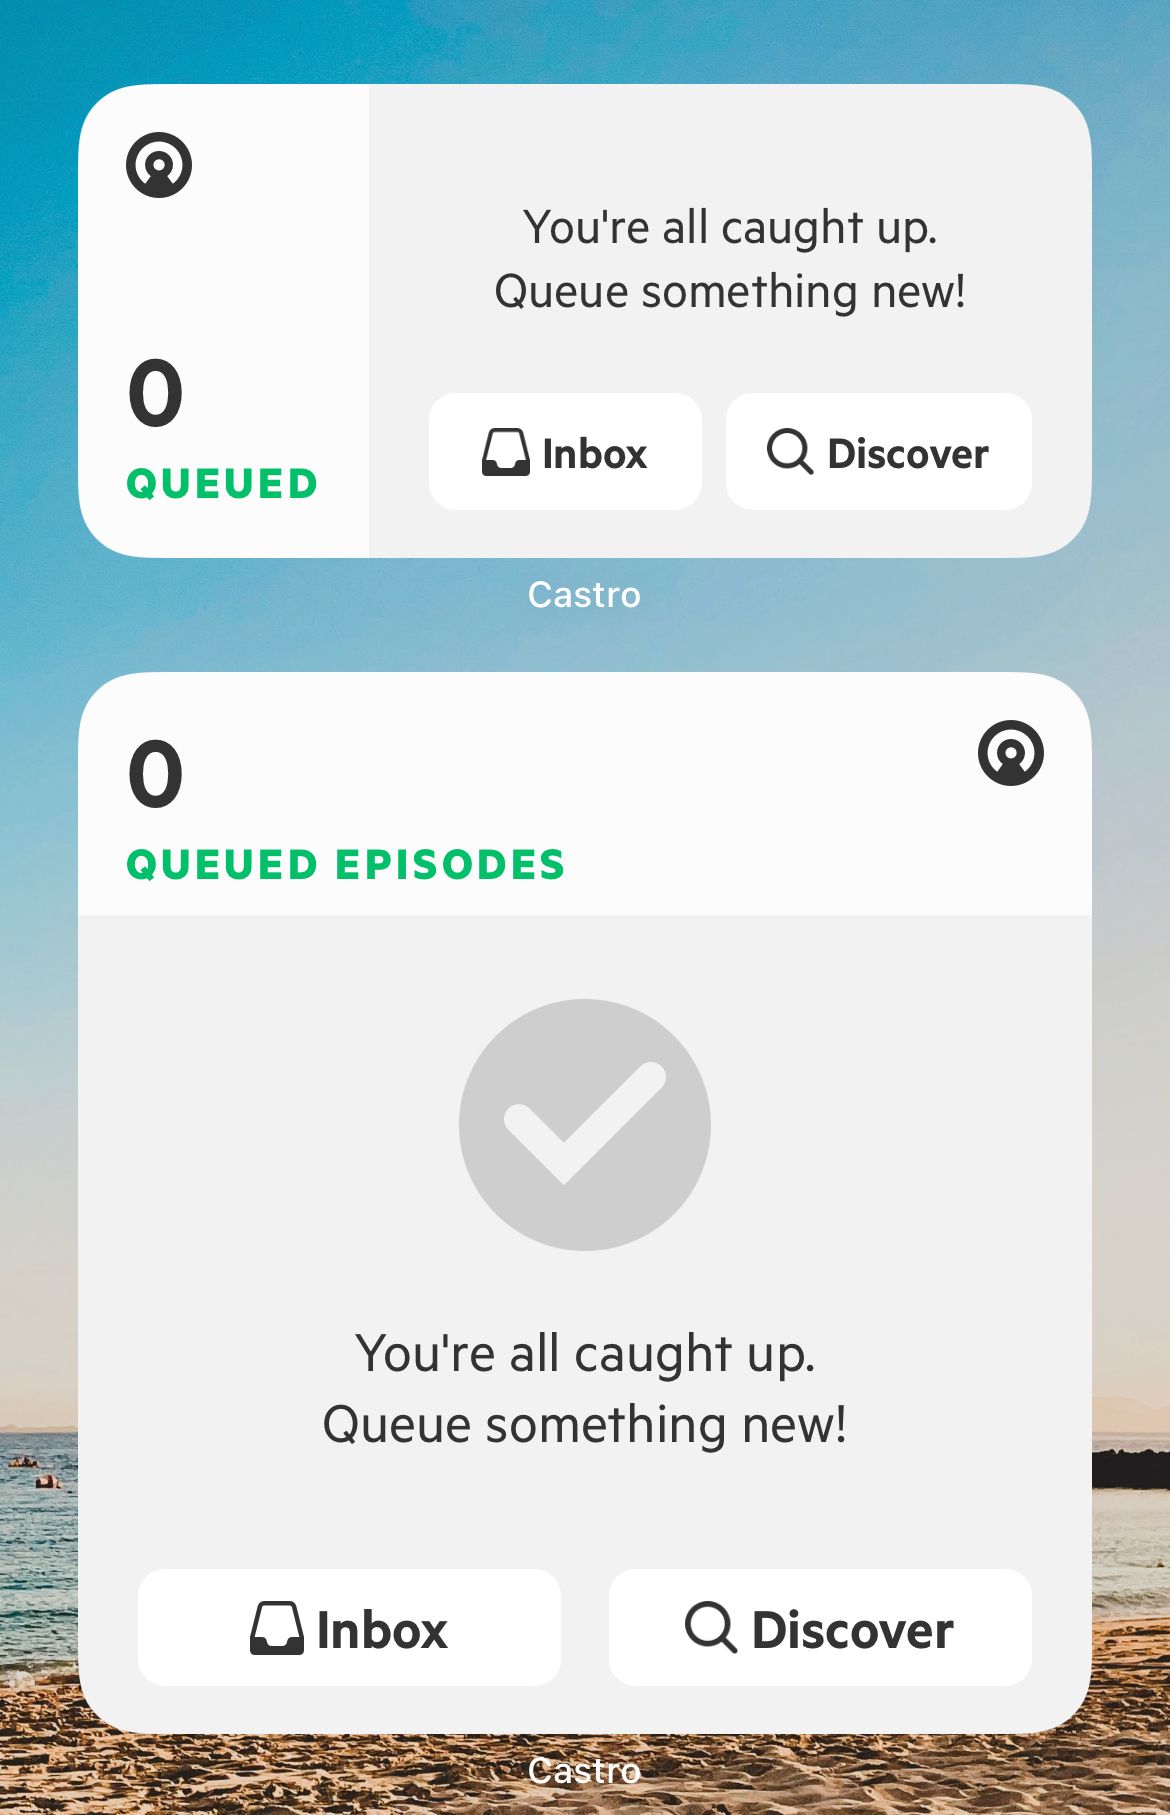 0
QUEUED
You're all caught up.
Queue something new!
Inbox
Discover
Castro
0
QUEUED EPISODES
You're all caught up.
Queue something new!
Inbox
Discover
Castro